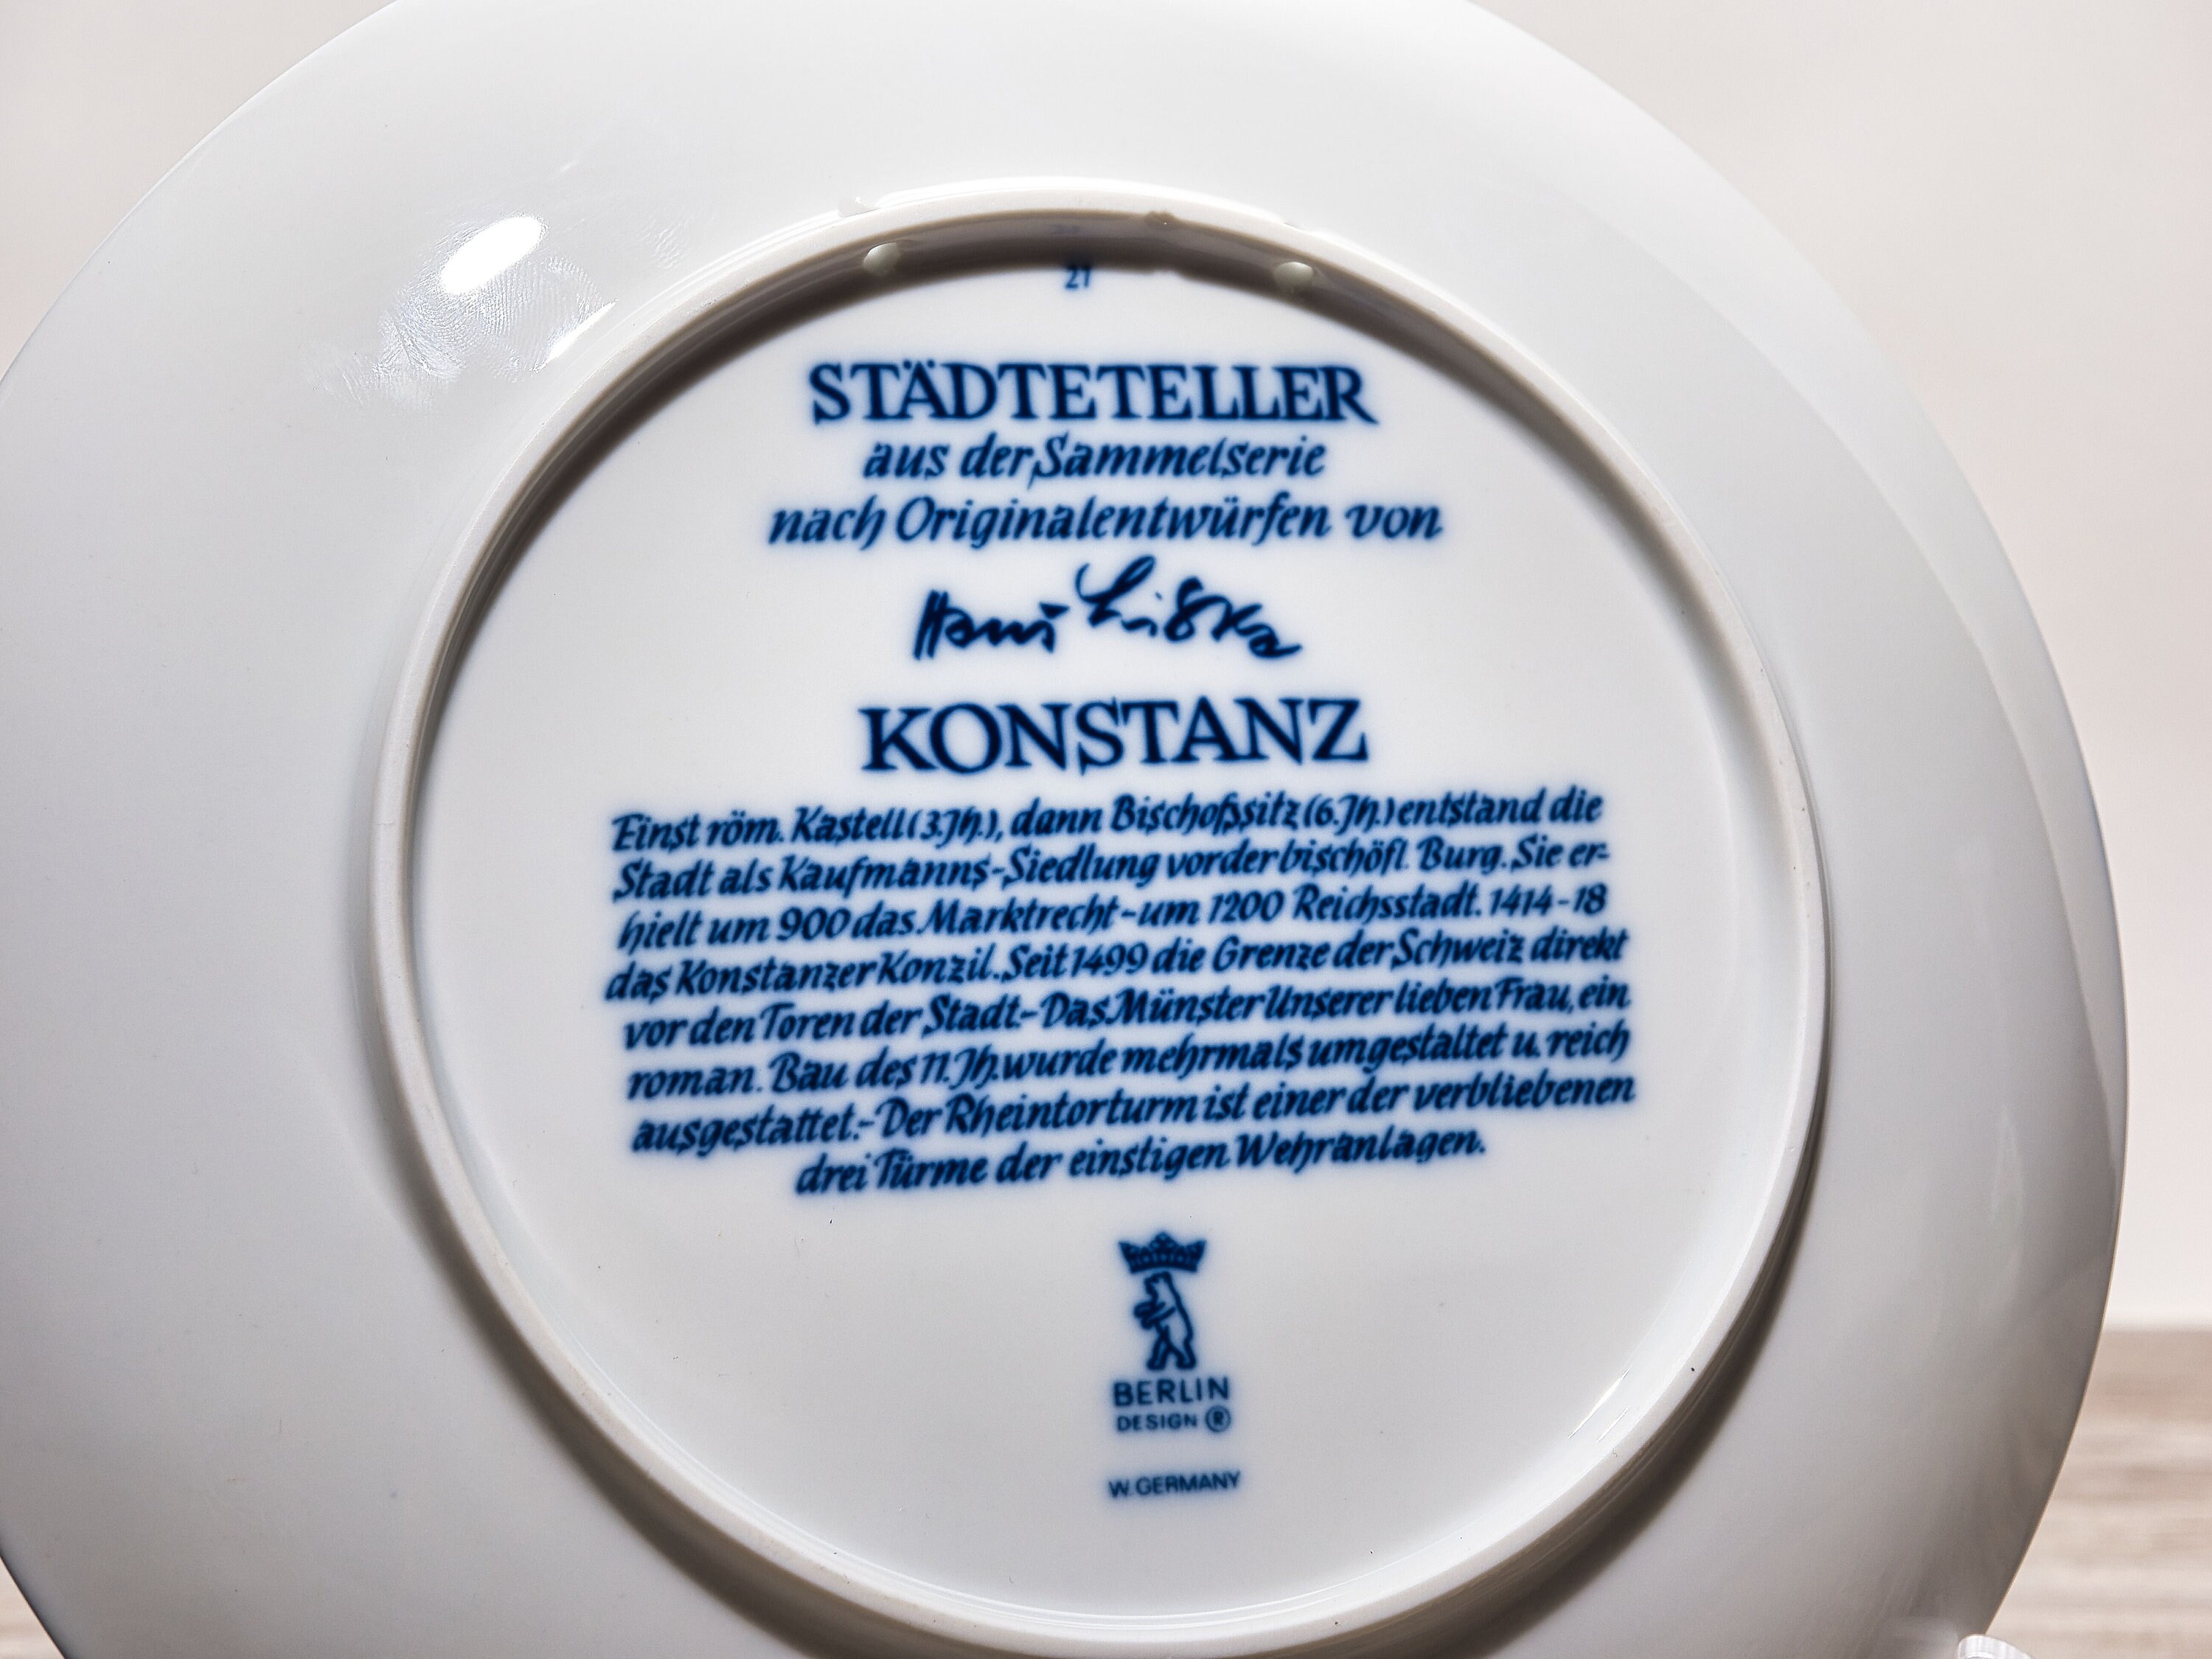 21
STÄDTETELLER
aus der Sammelserie
nach Originalentwürfen von
Hans Liska
KONSTANZ
Einst röm. Kastell (3. Jh.), dann Bischofssitz (6. Jh.) entstand die
Stadt als Kaufmanns-Siedlung vor der bischöfl. Burg. Sie er-
hielt um 900 das Marktrecht - um 1200 Reichsstadt. 1414-18
das Konstanzer Konzil. Seit 1499 die Grenze der Schweiz direkt
vor den Toren der Stadt. - Das Münster Unserer lieben Frau, ein
roman. Bau des 11. Jh. wurde mehrmals umgestaltet u. reich
ausgestattet. - Der Rheintorturm ist einer der verbliebenen
drei Türme der einstigen Wehranlagen.
BERLIN
DESIGN ®
W. GERMANY